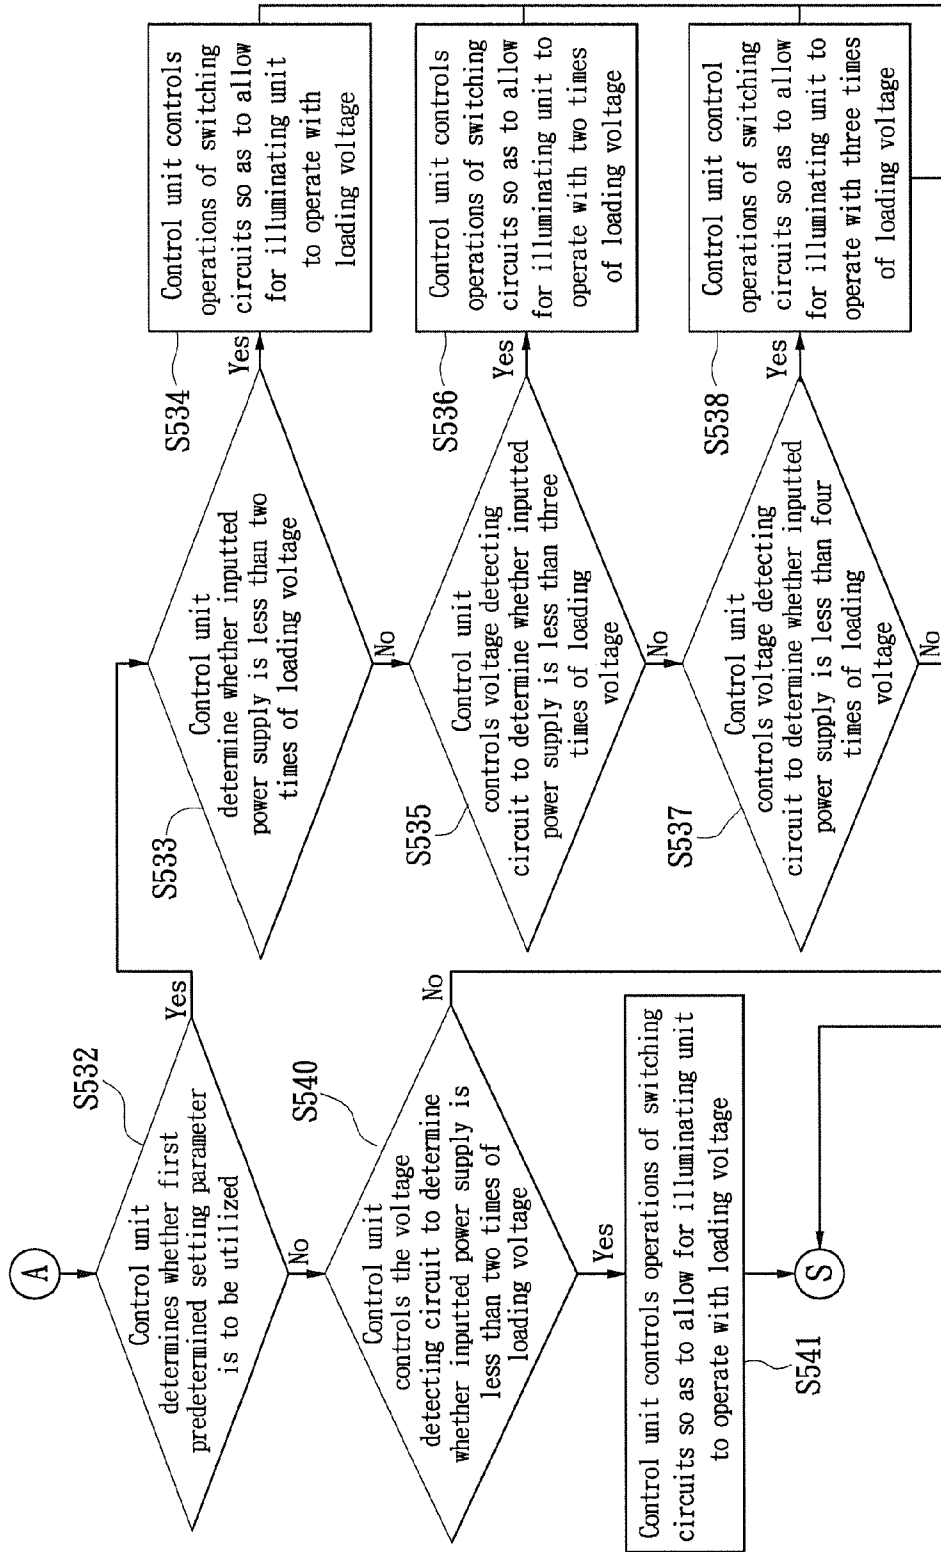 A
Control unit
determines whether first
predetermined setting parameter
is to be utilized
S532
Yes
No
Control unit
controls the voltage
detecting circuit to determine
whether inputted power supply is
less than two times of
loading voltage
S540
No
Yes
Control unit controls operations of switching
circuits so as to allow for illuminating unit
to operate with loading voltage
S541
S
Control unit
determine whether inputted
power supply is less than two
times of loading voltage
S533
Yes
No
Control unit controls
operations of switching
circuits so as to allow
for illuminating unit
to operate with
loading voltage
S534
Control unit
controls voltage detecting
circuit to determine whether inputted
power supply is less than three
times of loading
voltage
S535
Yes
No
Control unit controls
operations of switching
circuits so as to allow
for illuminating unit to
operate with two times
of loading voltage
S536
Control unit
controls voltage detecting
circuit to determine whether inputted
power supply is less than four
times of loading
voltage
S537
Yes
No
Control unit control
operations of switching
circuits so as to allow
for illuminating unit to
operate with three times
of loading voltage
S538